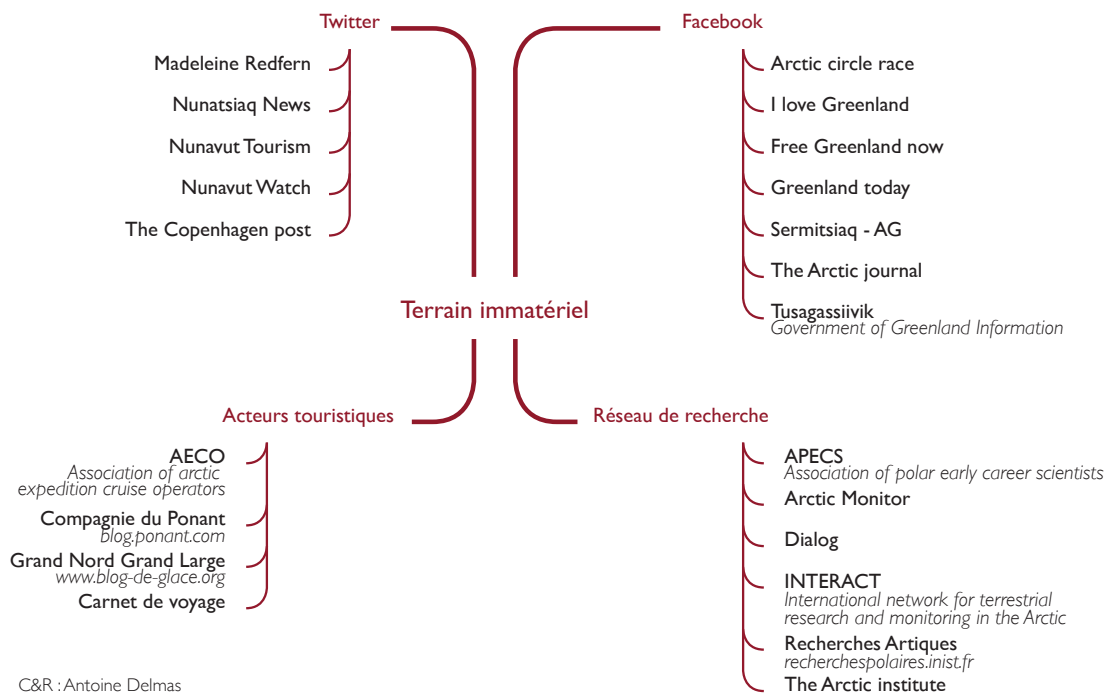 Twitter
Madeleine Redfern
Nunatsiaq News
Nunavut Tourism
Nunavut Watch
The Copenhagen post
Facebook
Arctic circle race
I love Greenland
Free Greenland now
Greenland today
Sermitsiaq - AG
The Arctic journal
Tusagassiivik
Government of Greenland Information
Terrain immatériel
Acteurs touristiques
AECO
Association of arctic
expedition cruise operators
Compagnie du Ponant
blog.ponant.com
Grand Nord Grand Large
www.blog-de-glace.org
Carnet de voyage
Réseau de recherche
APECS
Association of polar early career scientists
Arctic Monitor
Dialog
INTERACT
International network for terrestrial
research and monitoring in the Arctic
Recherches Artiques
recherchespolaires.inist.fr
The Arctic institute
C&R : Antoine Delmas